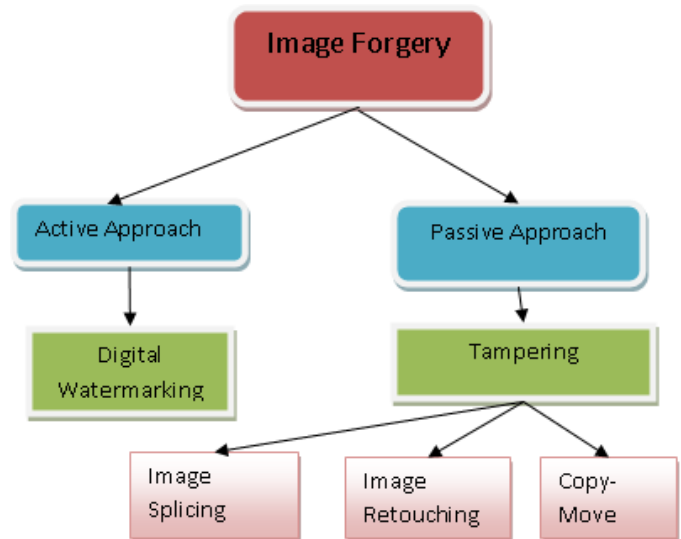 Image Forgery
Active Approach
Passive Approach
Digital
Watermarking
Tampering
Image
Splicing
Image
Retouching
Copy-
Move